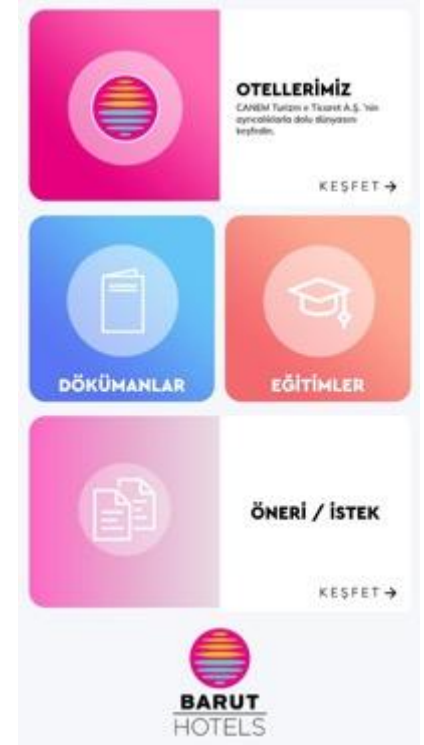 OTELLERİMİZ
CANEM Turizm v Ticaret A.Ş. 'nin
ayrıcalıklarla dolu dünyasını
keşfedin.
KEŞFET →
DÖKÜMANLAR
EĞİTİMLER
ÖNERİ / İSTEK
KEŞFET →
BARUT
HOTELS